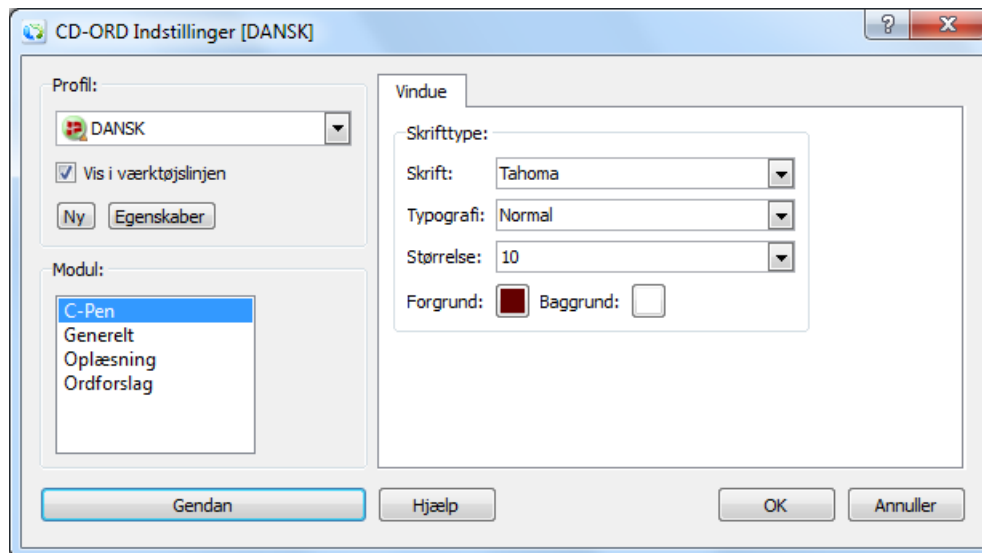 CD-ORD Indstillinger [DANSK]
Profil:
DANSK
Vis i værktøjslinjen
Ny Egenskaber
Modul:
C-Pen
Generelt
Oplæsning
Ordforslag
Vindue
Skrifttype:
Skrift: Tahoma
Typografi: Normal
Størrelse: 10
Forgrund: Baggrund:
Gendan Hjælp OK Annuller